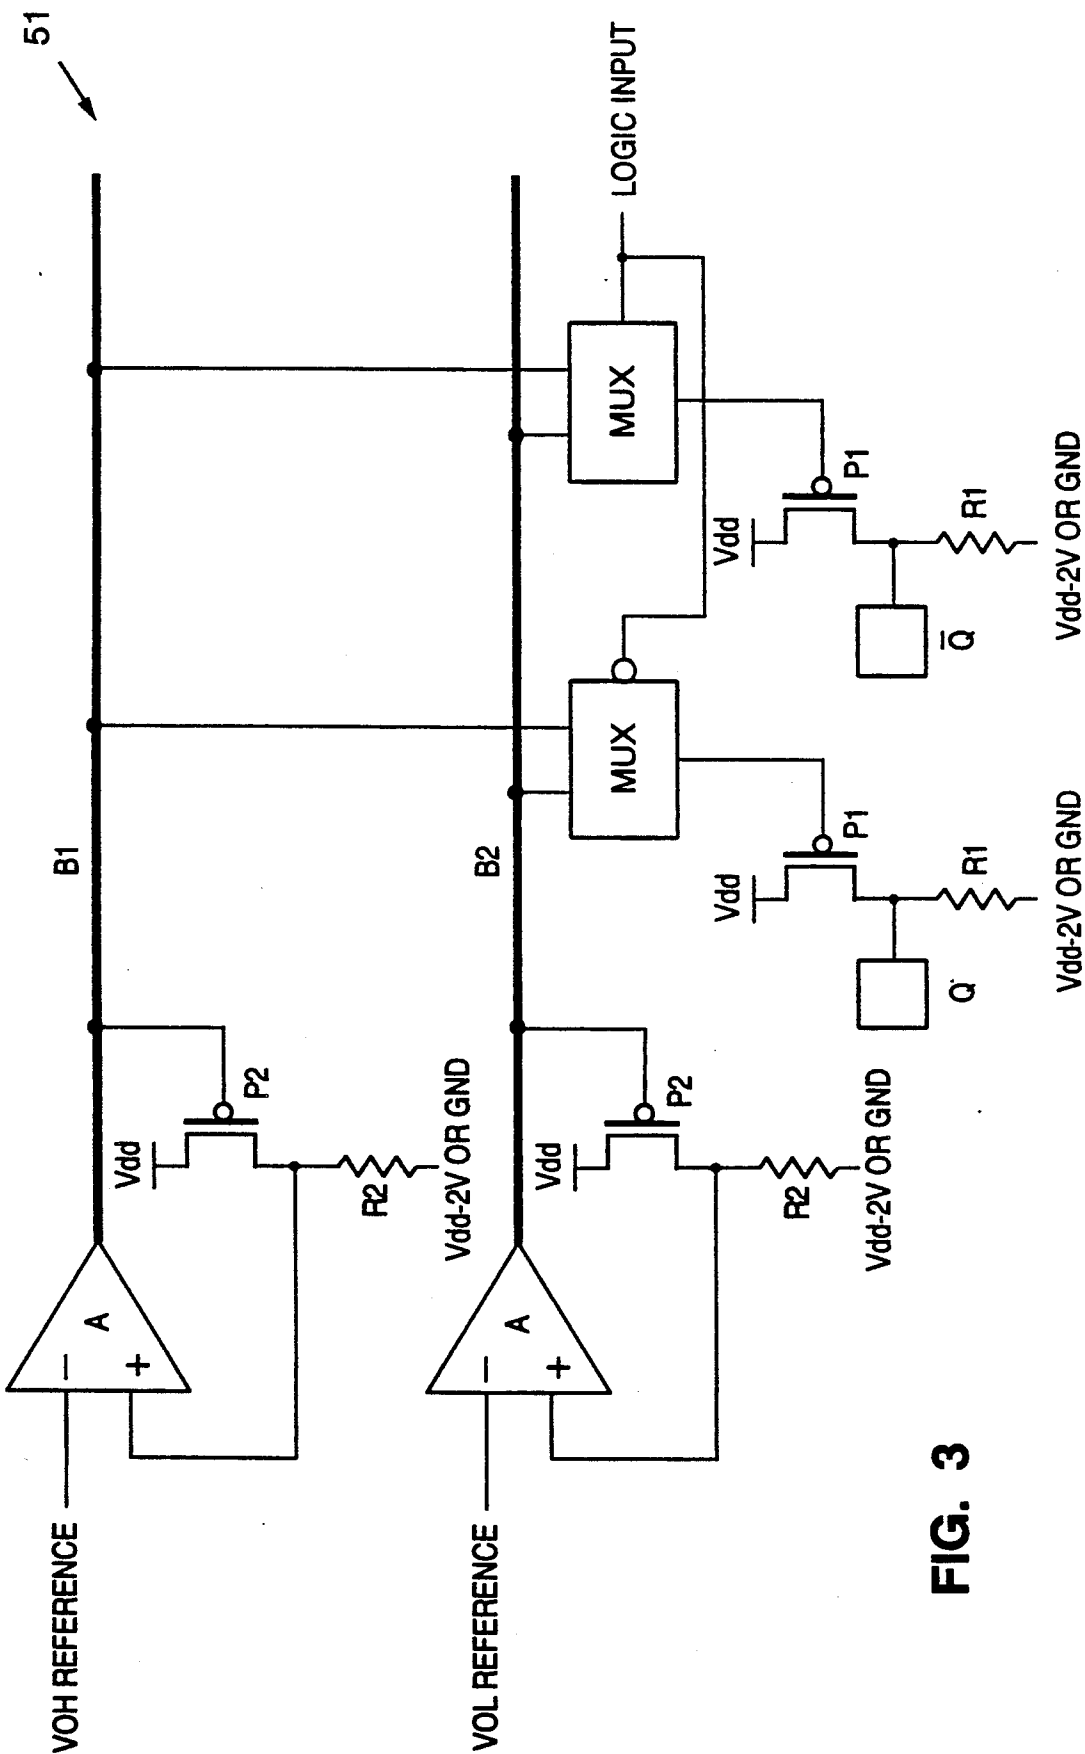 51
VOH REFERENCE
A
−
+
B1
Vdd
P2
R2
Vdd-2V OR GND
VOL REFERENCE
A
−
+
B2
Vdd
P2
R2
Vdd-2V OR GND
MUX
MUX
LOGIC INPUT
Vdd
P1
R1
Q
Vdd-2V OR GND
Vdd
P1
R1
Q̅
Vdd-2V OR GND
FIG. 3